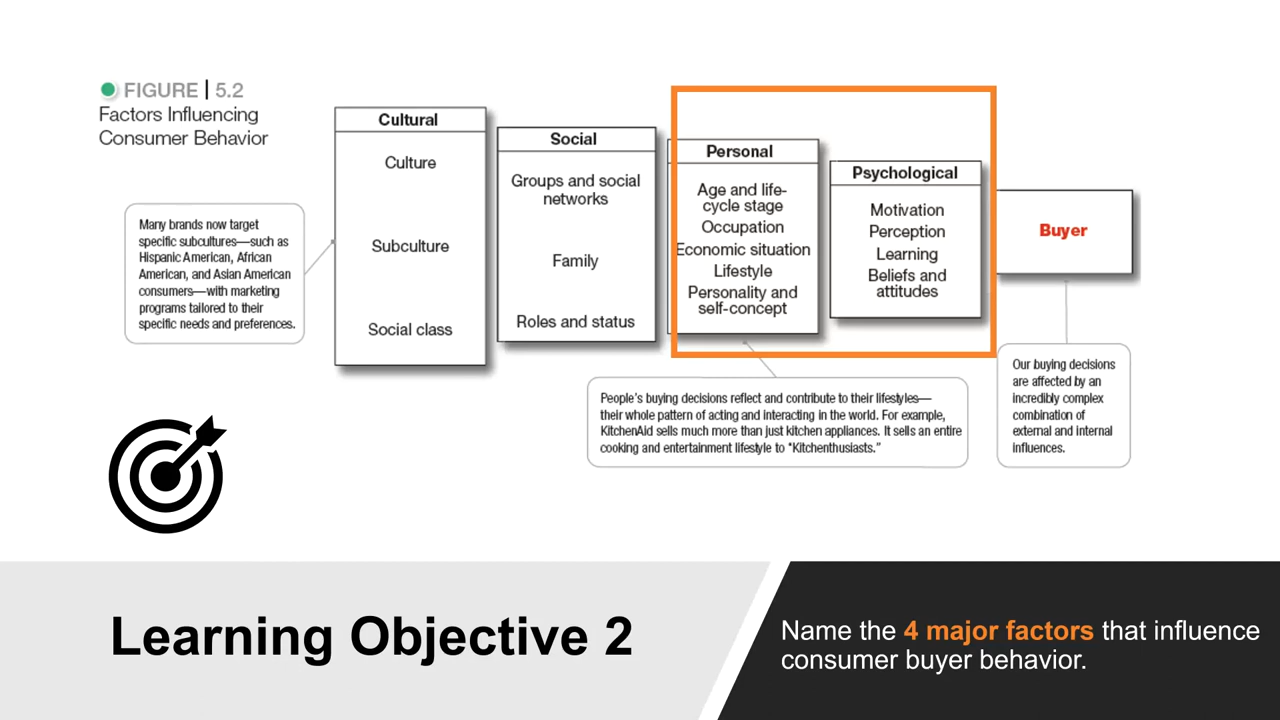 FIGURE | 5.2
Factors Influencing
Consumer Behavior
Many brands now target
specific subcultures—such as
Hispanic American, African
American, and Asian American
consumers—with marketing
programs tailored to their
specific needs and preferences.
Cultural
Culture
Subculture
Social class
Social
Groups and social
networks
Family
Roles and status
Personal
Age and life-
cycle stage
Occupation
Economic situation
Lifestyle
Personality and
self-concept
Psychological
Motivation
Perception
Learning
Beliefs and
attitudes
Buyer
People's buying decisions reflect and contribute to their lifestyles—
their whole pattern of acting and interacting in the world. For example,
KitchenAid sells much more than just kitchen appliances. It sells an entire
cooking and entertainment lifestyle to “Kitchenthusiasts.”
Our buying decisions
are affected by an
incredibly complex
combination of
external and internal
influences.
Learning Objective 2
Name the 4 major factors that influence
consumer buyer behavior.